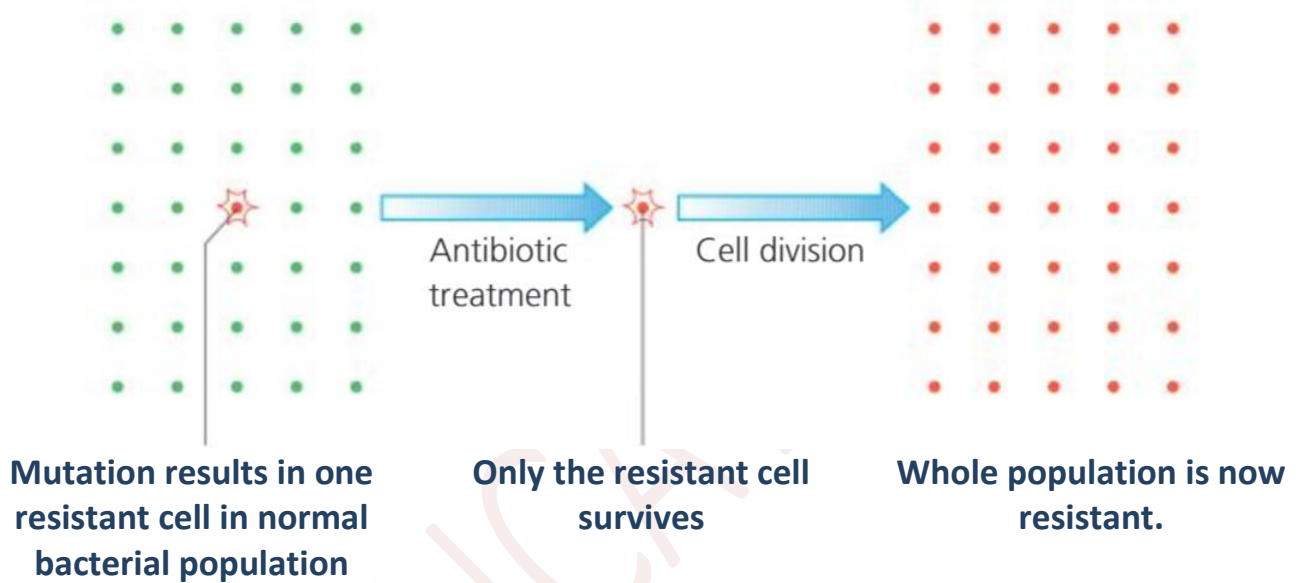 Antibiotic
treatment
Cell division
Mutation results in one
resistant cell in normal
bacterial population
Only the resistant cell
survives
Whole population is now
resistant.